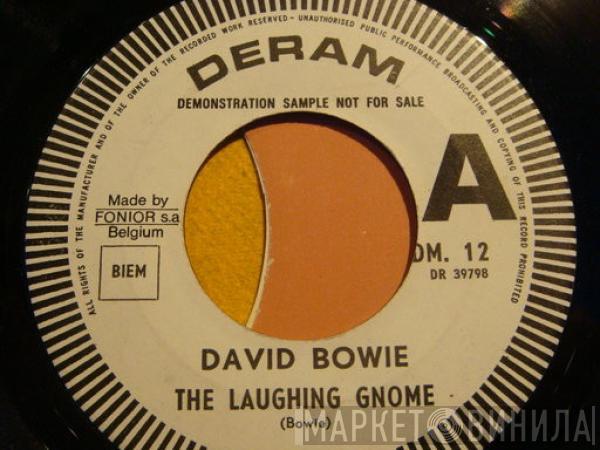 ALL RIGHTS OF THE MANUFACTURER AND OF THE OWNER OF THE RECORDED WORK RESERVED - UNAUTHORISED PUBLIC PERFORMANCE BROADCASTING AND COPYING OF THIS RECORD PROHIBITED
DERAM
DEMONSTRATION SAMPLE NOT FOR SALE
A
Made by
FONIOR s.a
Belgium
BIEM
DM. 12
DR 39798
DAVID BOWIE
THE LAUGHING GNOME
(Bowie)
МАРКЕТ ВИНИЛА